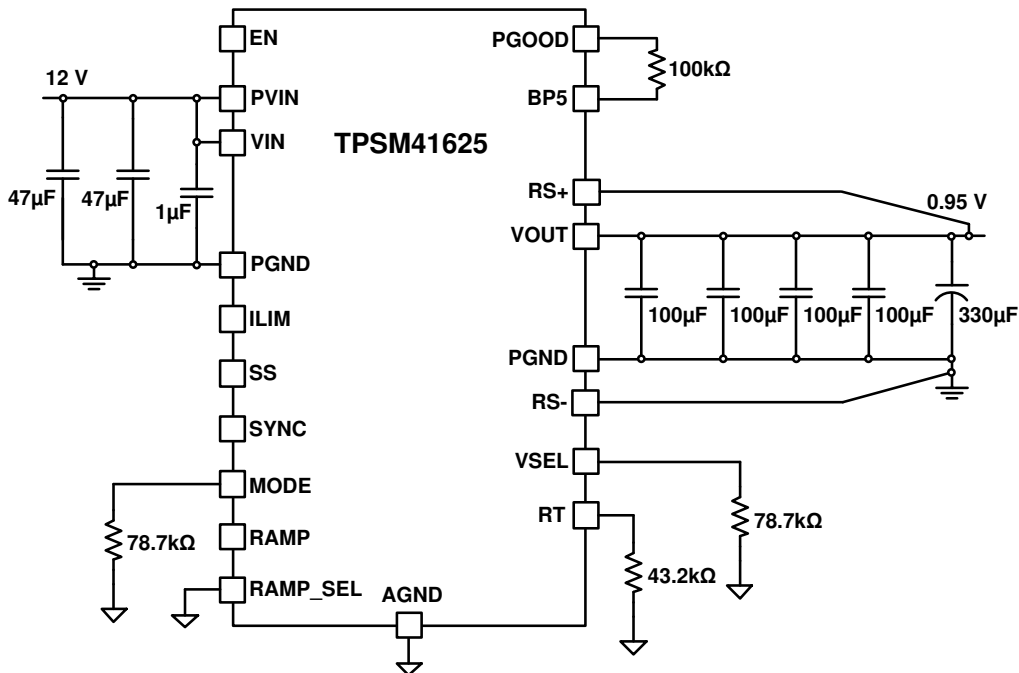 EN
PGOOD
100kΩ
12 V
PVIN
BP5
VIN
TPSM41625
47µF
47µF
1µF
RS+
0.95 V
VOUT
PGND
100µF
100µF
100µF
100µF
330µF
ILIM
PGND
SS
RS-
SYNC
VSEL
MODE
RT
78.7kΩ
78.7kΩ
RAMP
43.2kΩ
RAMP_SEL
AGND